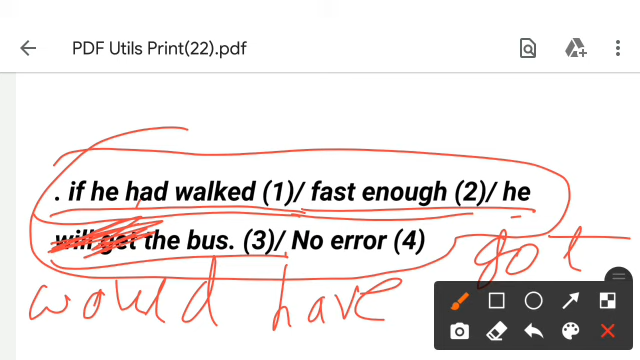 PDF Utils Print(22).pdf
. if he had walked (1)/ fast enough (2)/ he
will get the bus. (3)/ No error (4)
would have got